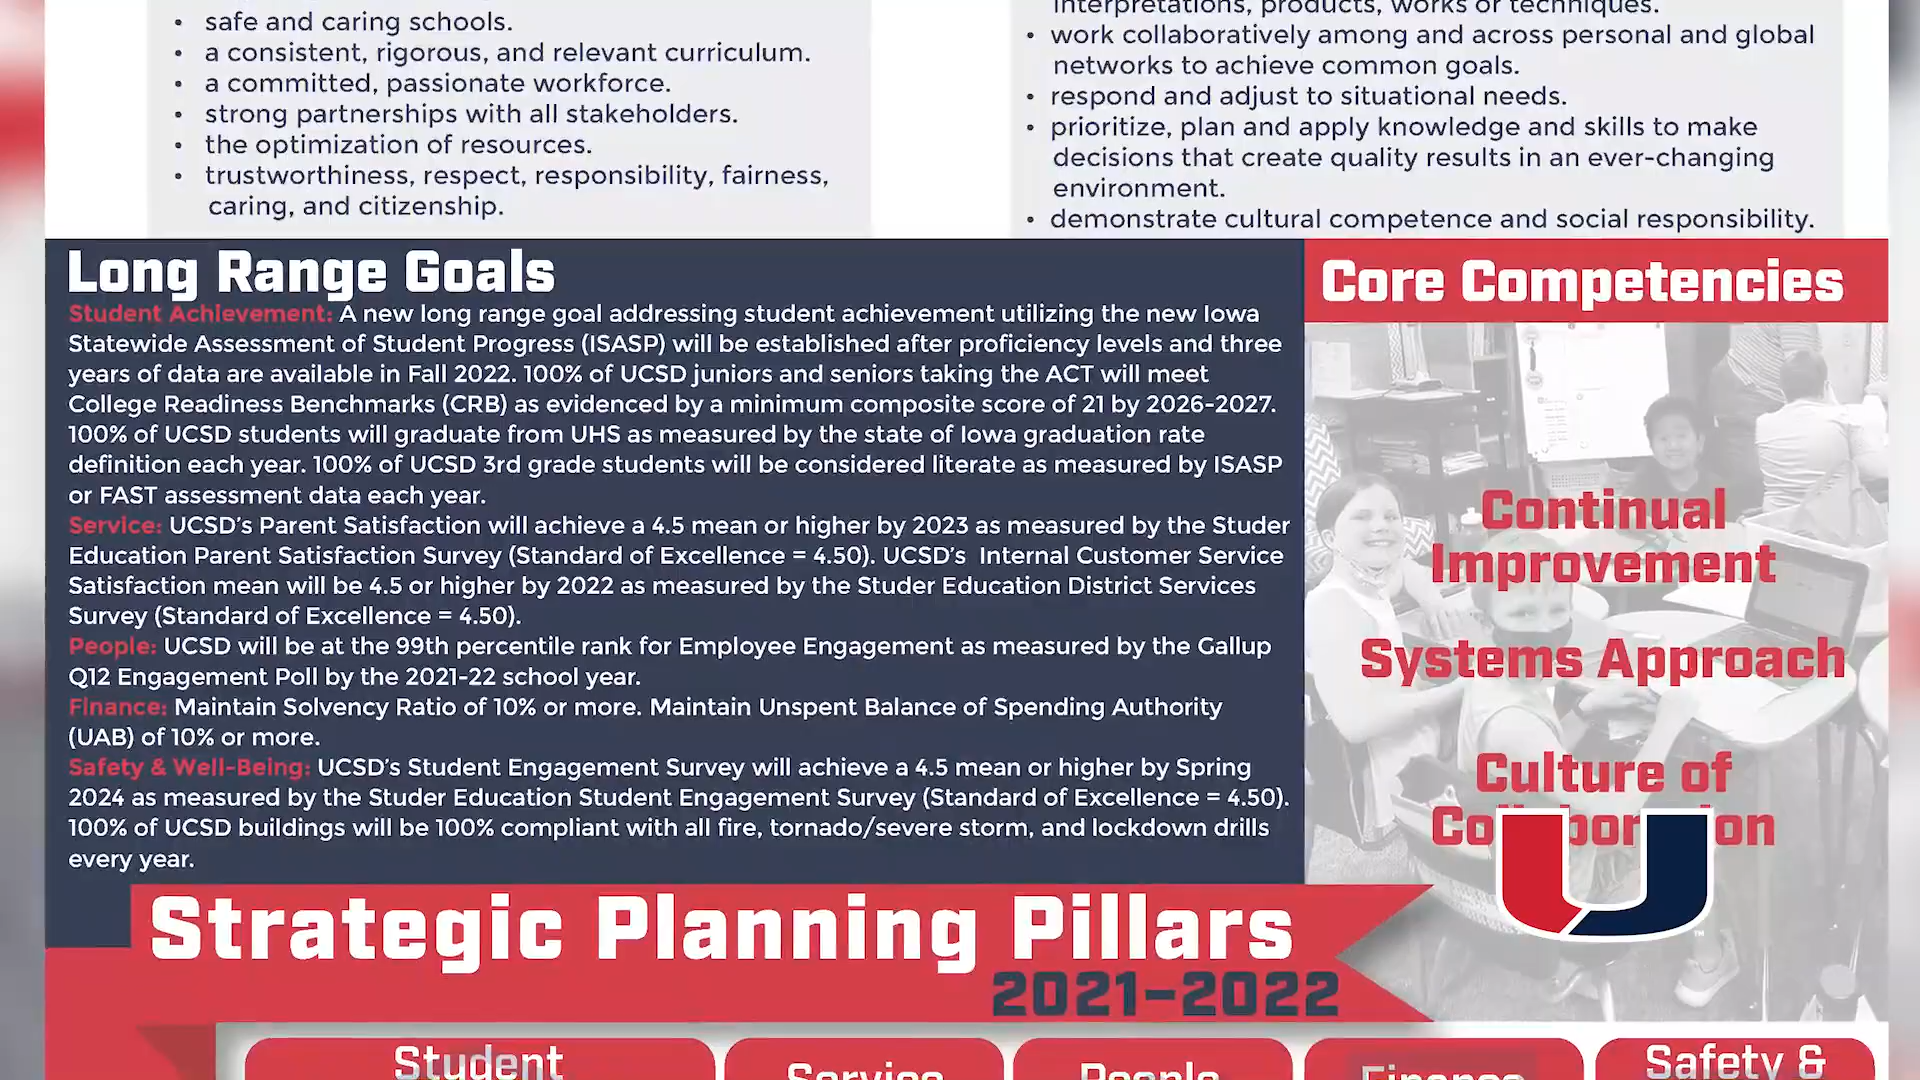 safe and caring schools.
• a consistent, rigorous, and relevant curriculum.
• a committed, passionate workforce.
• strong partnerships with all stakeholders.
• the optimization of resources.
• trustworthiness, respect, responsibility, fairness,
caring, and citizenship.
interpretations, products, works or techniques.
• work collaboratively among and across personal and global
networks to achieve common goals.
• respond and adjust to situational needs.
• prioritize, plan and apply knowledge and skills to make
decisions that create quality results in an ever-changing
environment.
• demonstrate cultural competence and social responsibility.
Long Range Goals
Student Achievement: A new long range goal addressing student achievement utilizing the new Iowa
Statewide Assessment of Student Progress (ISASP) will be established after proficiency levels and three
years of data are available in Fall 2022. 100% of UCSD juniors and seniors taking the ACT will meet
College Readiness Benchmarks (CRB) as evidenced by a minimum composite score of 21 by 2026-2027.
100% of UCSD students will graduate from UHS as measured by the state of Iowa graduation rate
definition each year. 100% of UCSD 3rd grade students will be considered literate as measured by ISASP
or FAST assessment data each year.
Service: UCSD's Parent Satisfaction will achieve a 4.5 mean or higher by 2023 as measured by the Studer
Education Parent Satisfaction Survey (Standard of Excellence = 4.50). UCSD's Internal Customer Service
Satisfaction mean will be 4.5 or higher by 2022 as measured by the Studer Education District Services
Survey (Standard of Excellence = 4.50).
People: UCSD will be at the 99th percentile rank for Employee Engagement as measured by the Gallup
Q12 Engagement Poll by the 2021-22 school year.
Finance: Maintain Solvency Ratio of 10% or more. Maintain Unspent Balance of Spending Authority
(UAB) of 10% or more.
Safety & Well-Being: UCSD's Student Engagement Survey will achieve a 4.5 mean or higher by Spring
2024 as measured by the Studer Education Student Engagement Survey (Standard of Excellence = 4.50).
100% of UCSD buildings will be 100% compliant with all fire, tornado/severe storm, and lockdown drills
every year.
Core Competencies
Continual
Improvement
Systems Approach
Culture of
Collaboration
U
TM
Strategic Planning Pillars
2021-2022
Student
Service
People
Finance
Safety &